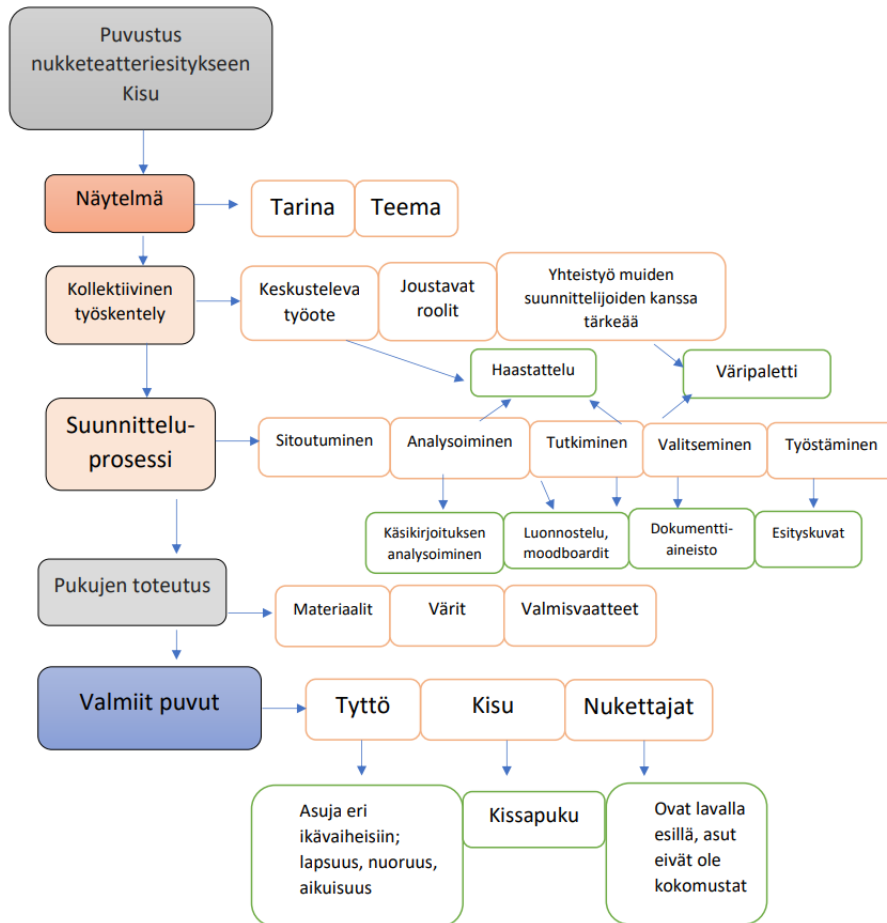 Puvustus
nukketeatteriesitykseen
Kisu
Näytelmä
Tarina
Teema
Kollektiivinen
työskentely
Keskusteleva
työote
Joustavat
roolit
Yhteistyö muiden
suunnittelijoiden kanssa
tärkeää
Haastattelu
Väripaletti
Suunnittelu-
prosessi
Sitoutuminen
Analysoiminen
Tutkiminen
Valitseminen
Työstäminen
Käsikirjoituksen
analysoiminen
Luonnostelu,
moodboardit
Dokumentti-
aineisto
Esityskuvat
Pukujen toteutus
Materiaalit
Värit
Valmisvaatteet
Valmiit puvut
Tyttö
Kisu
Nukettajat
Asuja eri
ikävaiheisiin;
lapsuus, nuoruus,
aikuisuus
Kissapuku
Ovat lavalla
esillä, asut
eivät ole
kokomustat